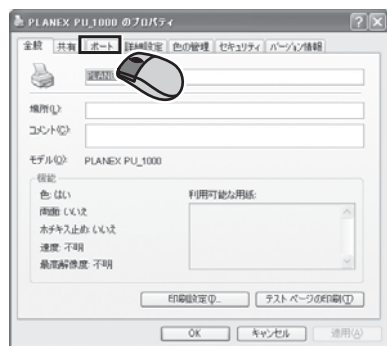 PLANEX PU_1000 のプロパティ
全般 共有 ポート 詳細設定 色の管理 セキュリティ バージョン情報
場所(L):
コメント(C):
モデル(O): PLANEX PU_1000
機能
色: はい
利用可能な用紙:
両面: いいえ
ホチキス止め: いいえ
速度: 不明
最高解像度: 不明
印刷設定(I)... テスト ページの印刷(T)
OK キャンセル 適用(A)